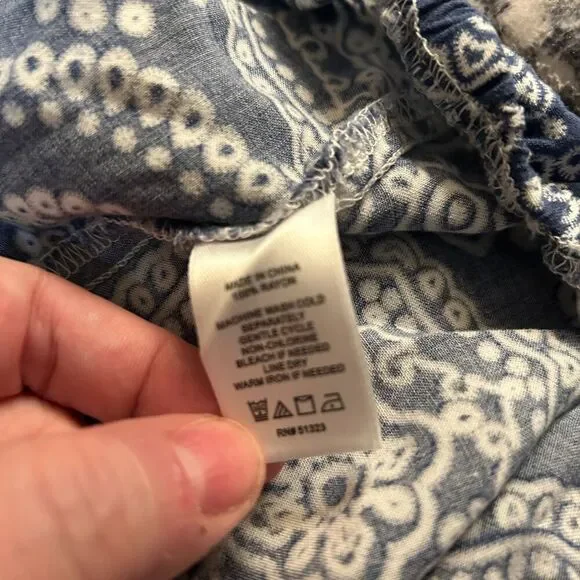 MADE IN CHINA
100% RAYON
MACHINE WASH COLD
SEPARATELY
GENTLE CYCLE
NON-CHLORINE
BLEACH IF NEEDED
LINE DRY
WARM IRON IF NEEDED
RN# 51323